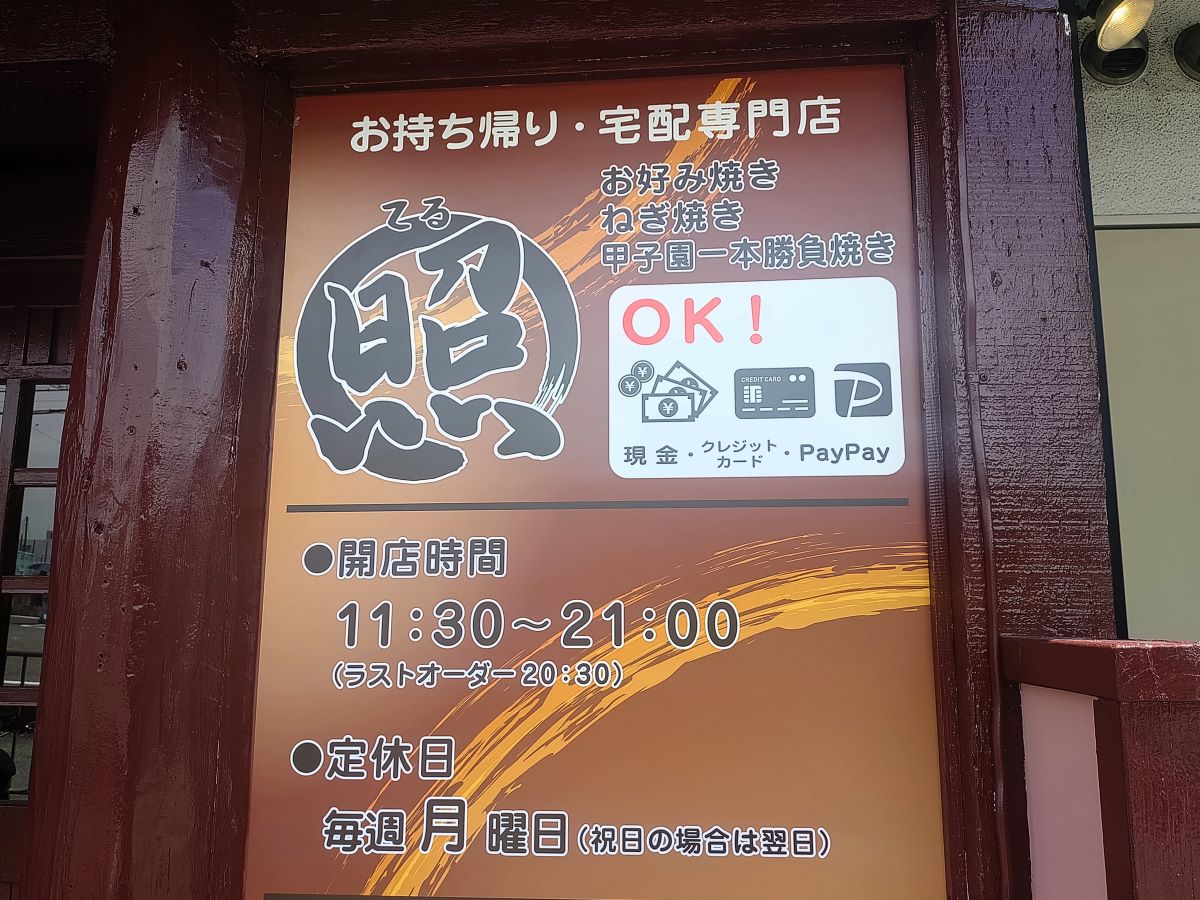 お持ち帰り・宅配専門店
てる
照
お好み焼き
ねぎ焼き
甲子園一本勝負焼き
OK!
CREDIT CARD
現金・クレジットカード・PayPay
●開店時間
11:30～21:00
(ラストオーダー 20:30)
●定休日
毎週月曜日(祝日の場合は翌日)